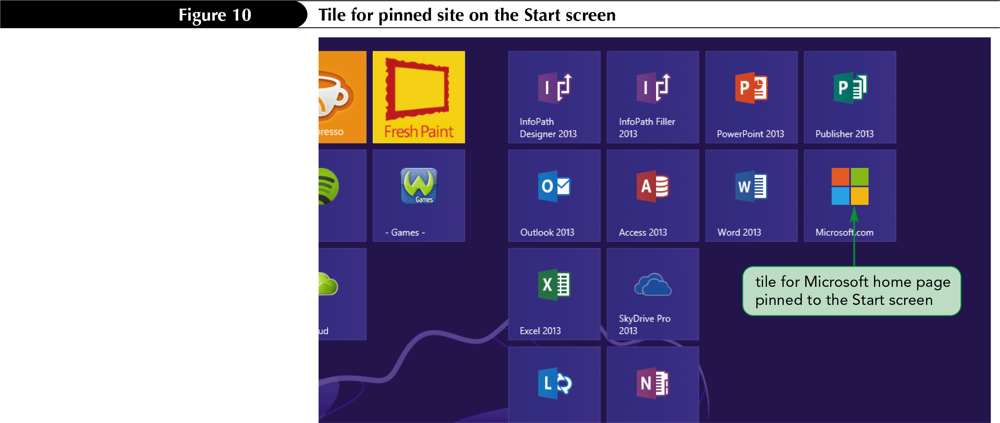 Figure 10
Tile for pinned site on the Start screen
presso
Fresh Paint
InfoPath
Designer 2013
InfoPath Filler
2013
PowerPoint 2013
Publisher 2013
Games
- Games -
Outlook 2013
Access 2013
Word 2013
Microsoft.com
ud
Excel 2013
SkyDrive Pro
2013
tile for Microsoft home page
pinned to the Start screen